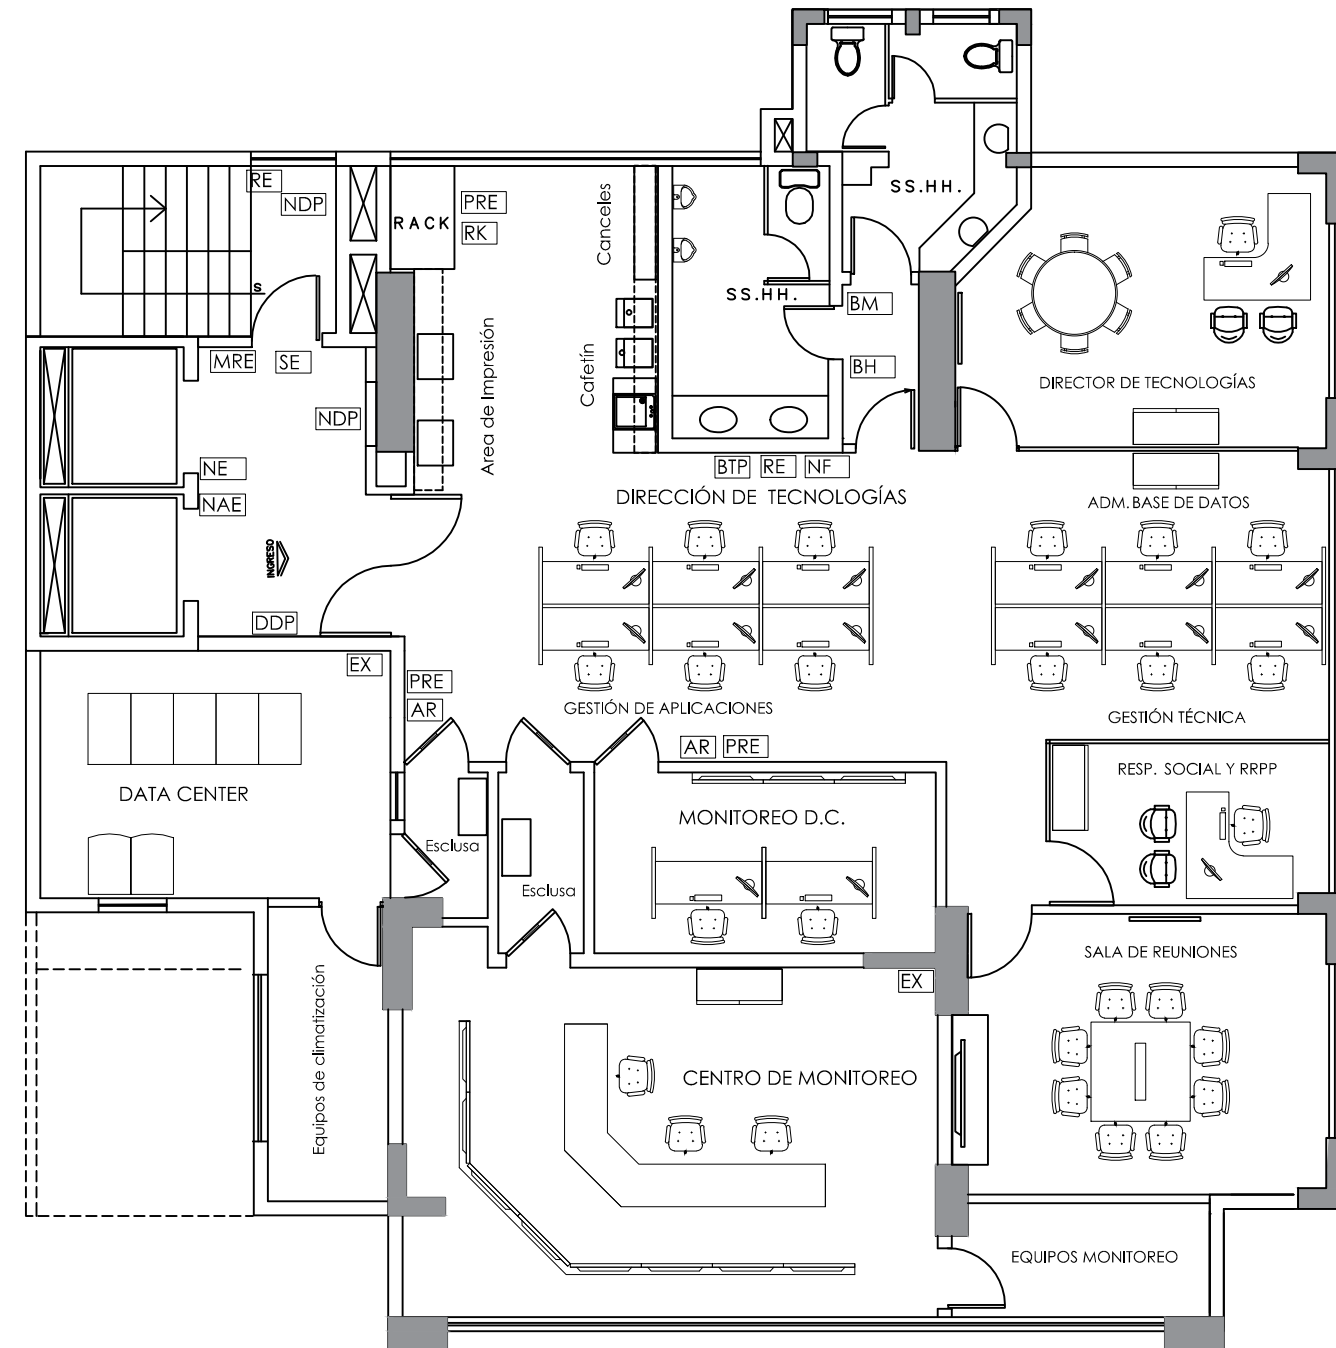 RE
NDP
RACK
PRE
RK
Canceles
SS.HH.
SS.HH.
s
BM
MRE
SE
Area de Impresión
Cafetín
BH
DIRECTOR DE TECNOLOGÍAS
NDP
NE
BTP
RE
NF
NAE
DIRECCIÓN DE TECNOLOGÍAS
ADM.BASE DE DATOS
INGRESO
DDP
EX
PRE
AR
GESTIÓN DE APLICACIONES
GESTIÓN TÉCNICA
AR
PRE
RESP. SOCIAL Y RRPP
DATA CENTER
MONITOREO D.C.
Esclusa
Esclusa
SALA DE REUNIONES
EX
Equipos de climatización
CENTRO DE MONITOREO
EQUIPOS MONITOREO